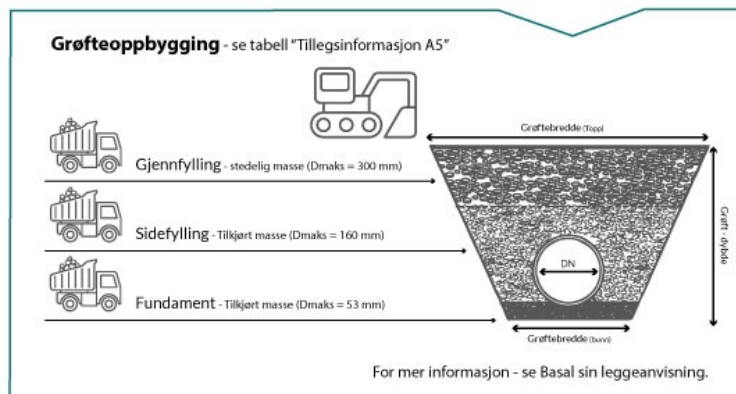 Grøfteoppbygging - se tabell "Tillegsinformasjon A5"
Grøftebredde (Topp)
Gjennfylling - stedelig masse (Dmaks = 300 mm)
Sidefylling - Tilkjørt masse (Dmaks = 160 mm)
Grøft - dybde
DN
Fundament - Tilkjørt masse (Dmaks = 53 mm)
Grøftebredde (bunn)
For mer informasjon - se Basal sin leggeanvisning.